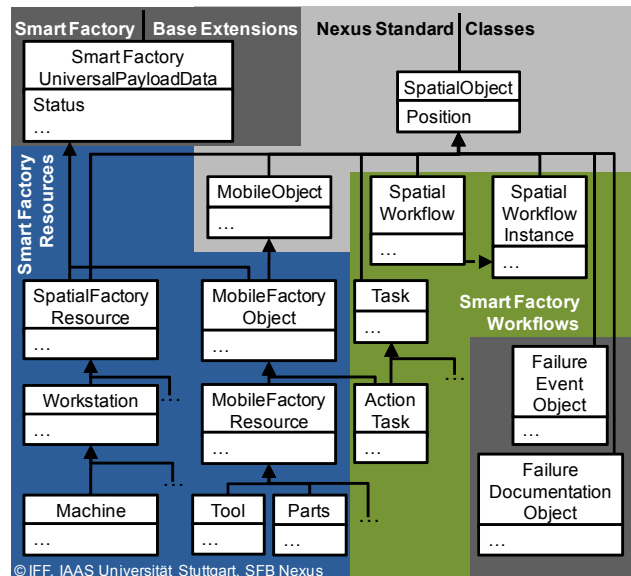 Smart Factory Base Extensions
Nexus Standard Classes
Smart Factory
UniversalPayloadData
Status
...
SpatialObject
Position
Smart Factory
Resources
MobileObject
...
Spatial
Workflow
...
Spatial
Workflow
Instance
...
SpatialFactory
Resource
...
MobileFactory
Object
...
Task
...
Smart Factory
Workflows
...
Workstation
...
...
MobileFactory
Resource
...
Action
Task
...
...
Failure
Event
Object
...
Machine
...
...
Tool
...
Parts
...
...
Failure
Documentation
Object
...
© IFF, IAAS Universität Stuttgart, SFB Nexus